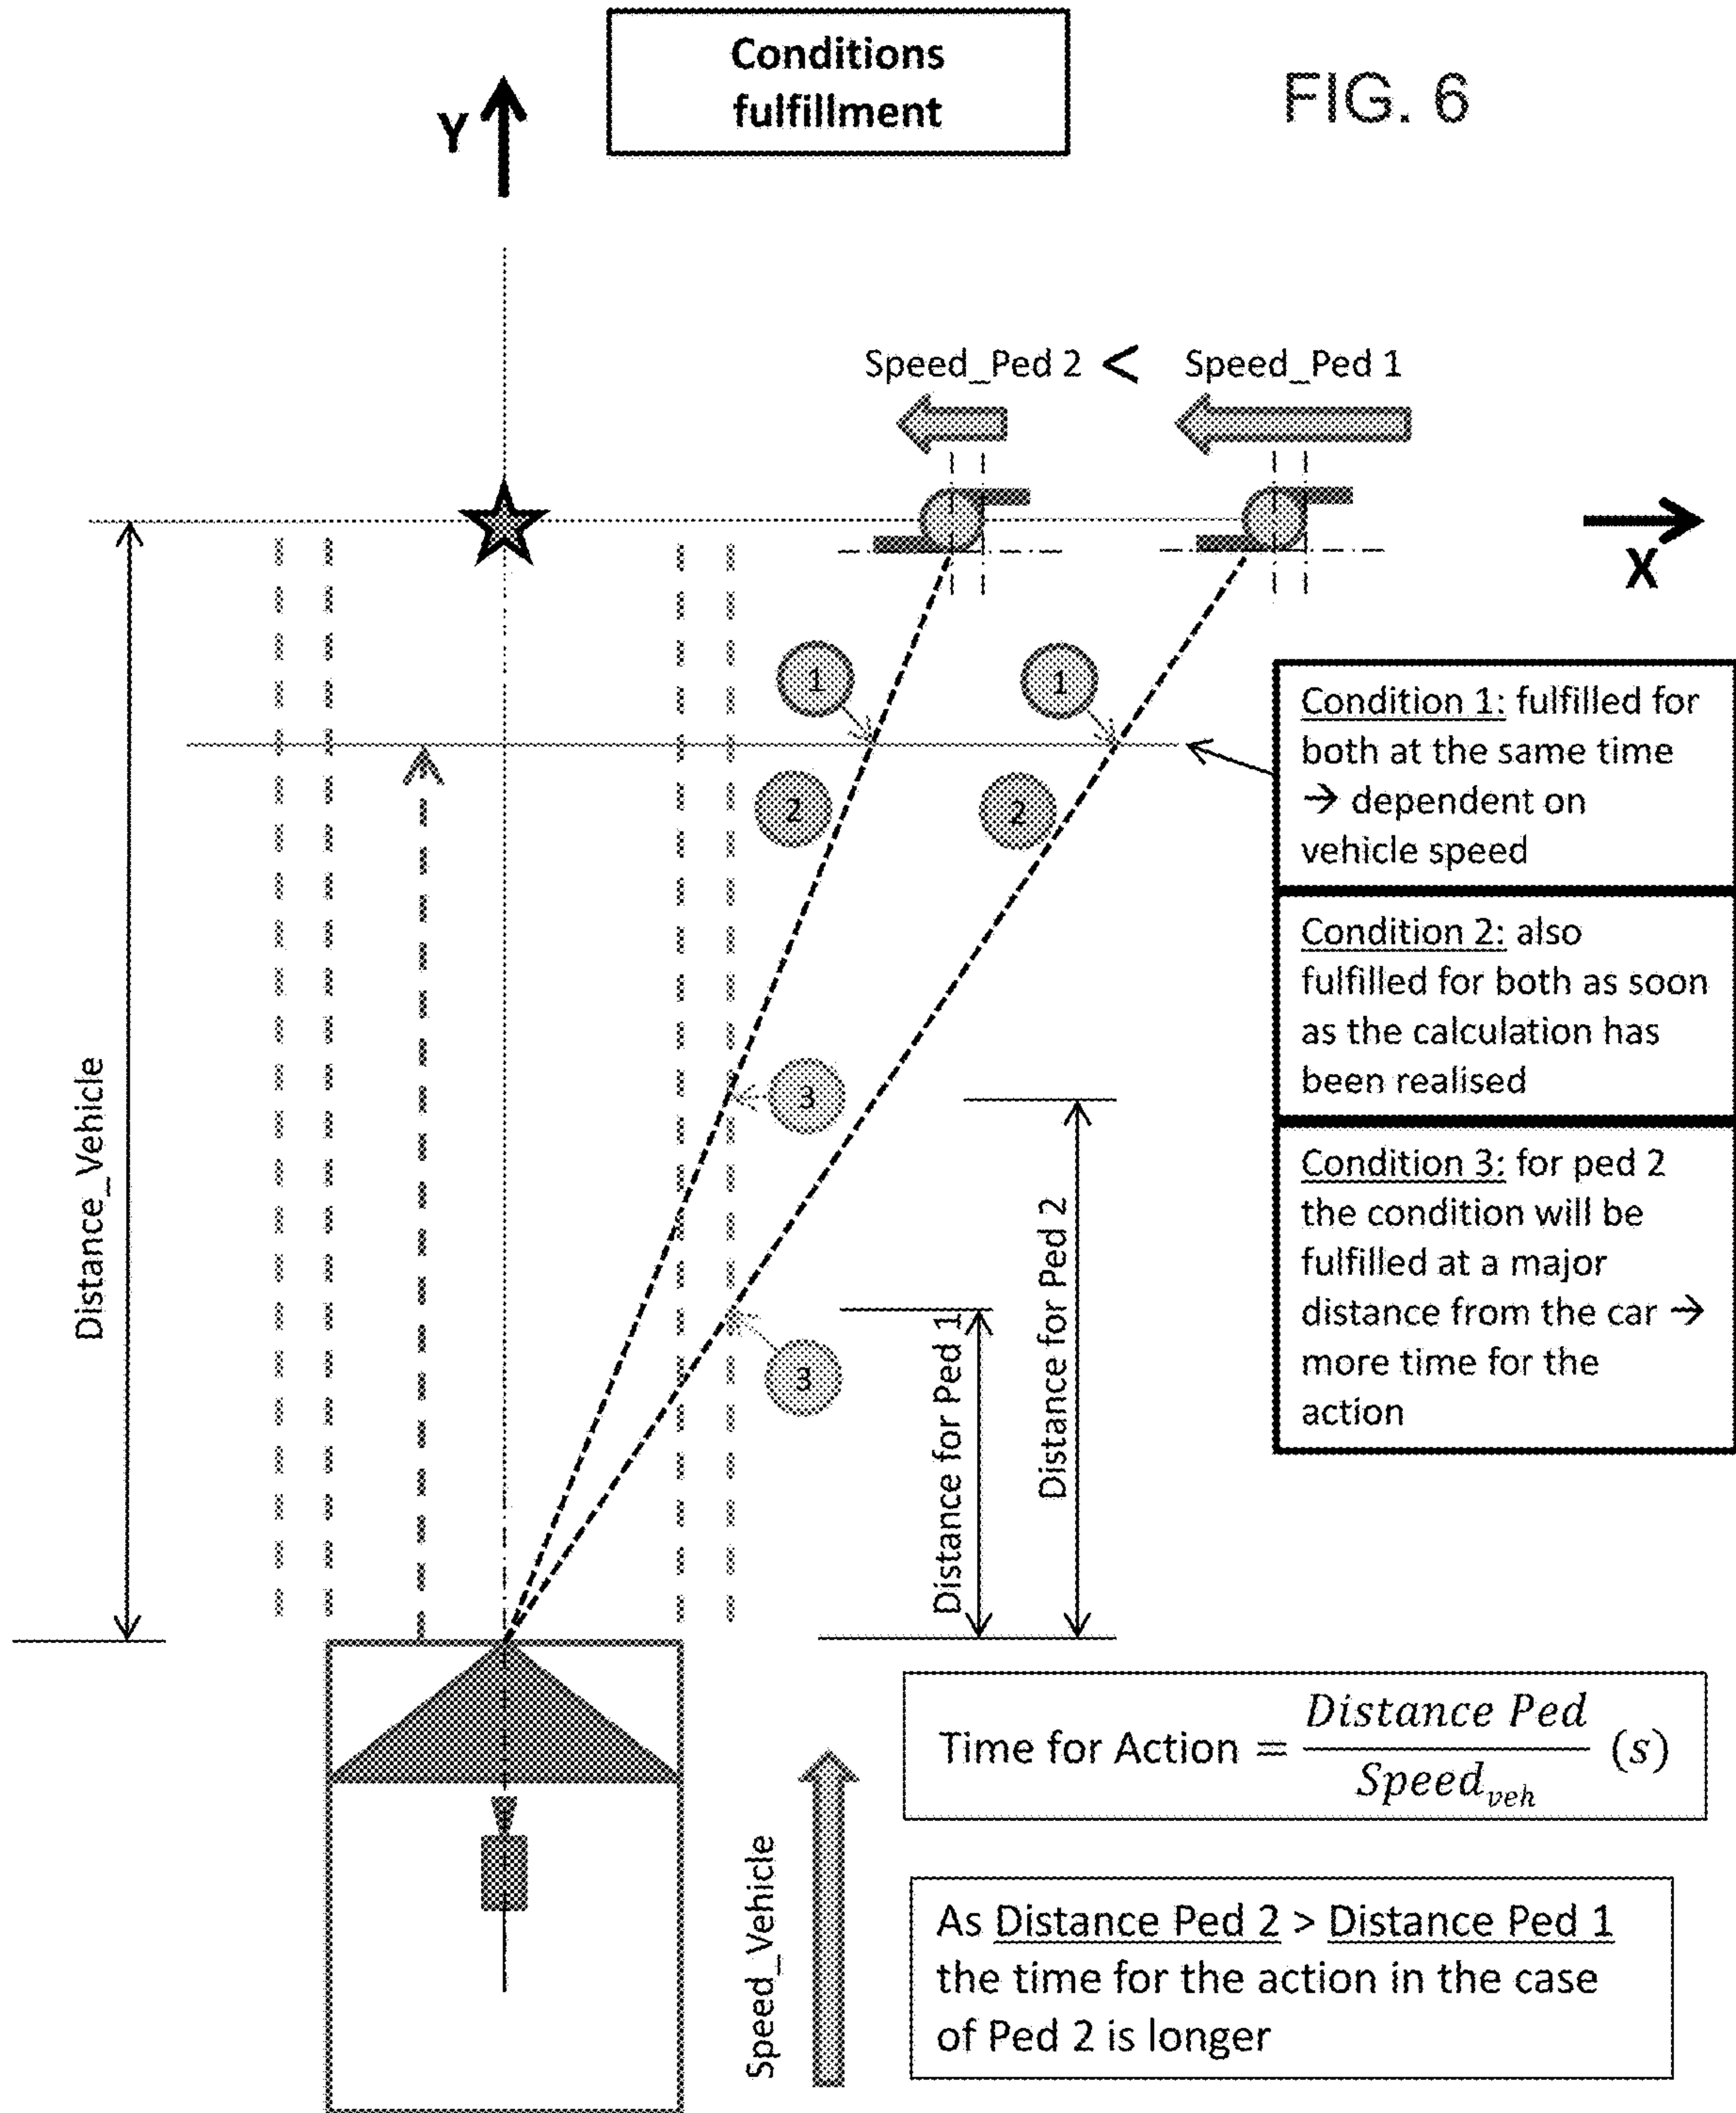 Conditions
fulfillment
FIG. 6
Y
Speed_Ped 2 < Speed_Ped 1
X
1
1
2
2
3
3
Condition 1: fulfilled for
both at the same time
→ dependent on
vehicle speed
Condition 2: also
fulfilled for both as soon
as the calculation has
been realised
Condition 3: for ped 2
the condition will be
fulfilled at a major
distance from the car →
more time for the
action
Distance_Vehicle
Distance for Ped 1
Distance for Ped 2
Speed_Vehicle
Time for Action = Distance Ped / Speed_veh (s)
As Distance Ped 2 > Distance Ped 1
the time for the action in the case
of Ped 2 is longer